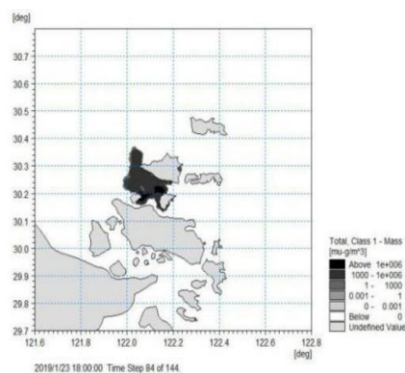 [deg]
30.7
30.6
30.5
30.4
30.3
30.2
30.1
30.0
29.9
29.8
29.7
121.6 121.8 122.0 122.2 122.4 122.6 122.8
[deg]
Total, Class 1 - Mass
[mu-g/m^3]
Above 1e+006
1000 - 1e+006
1 - 1000
0.001 - 1
0 - 0.001
Below 0
Undefined Value
2019/1/23 18:00:00 Time Step 84 of 144.